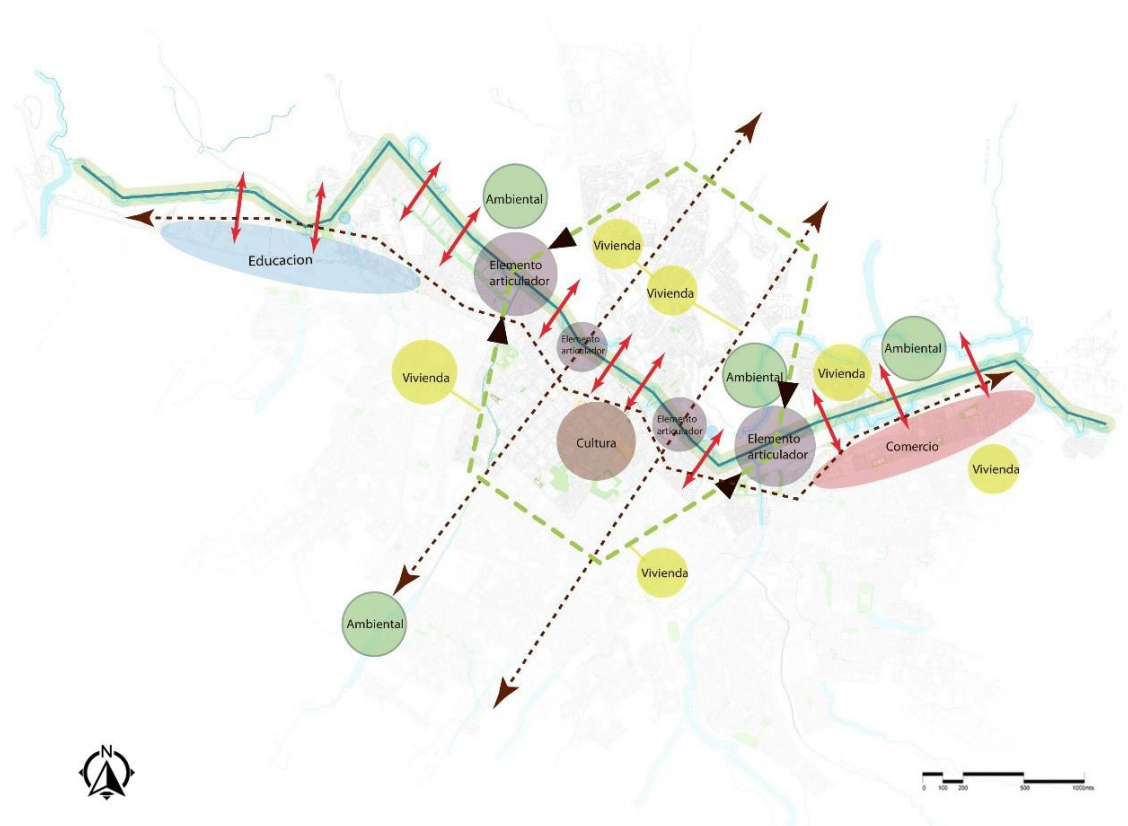 Ambiental
Vivienda
Educacion
Elemento
articulador
Vivienda
Elemento
articulador
Ambiental
Vivienda
Ambiental
Vivienda
Elemento
articulador
Cultura
Elemento
articulador
Comercio
Vivienda
Vivienda
Ambiental
N
0 100 200 500 1000mts